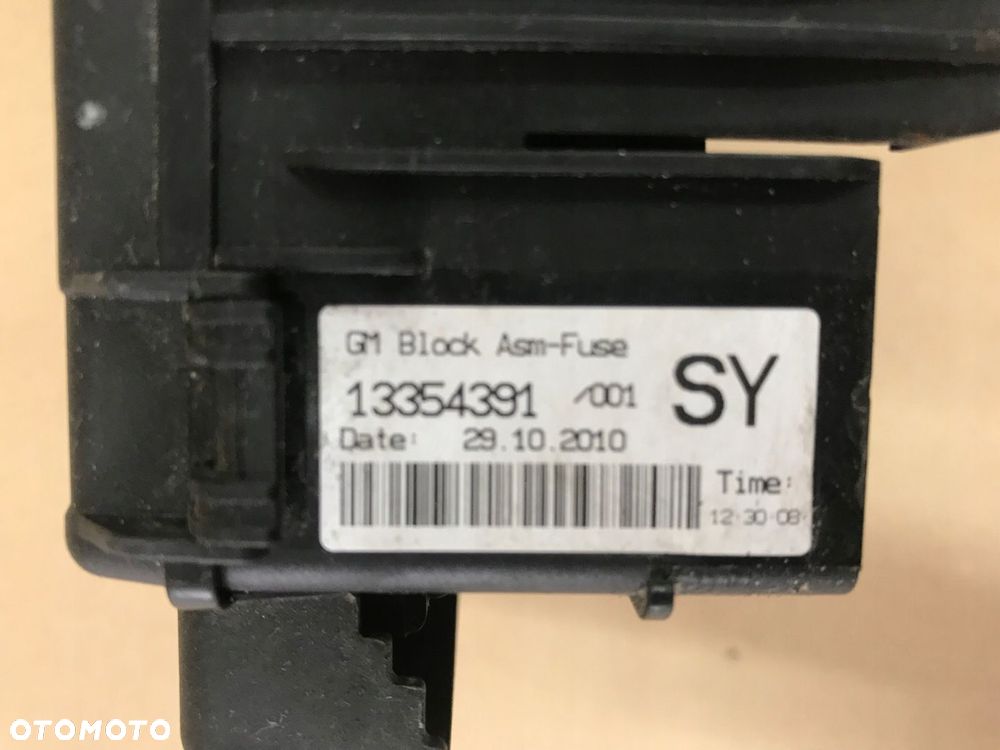 GM Block Asm-Fuse
13354391 /001 SY
Date: 29.10.2010
Time:
12-30-08
OTOMOTO